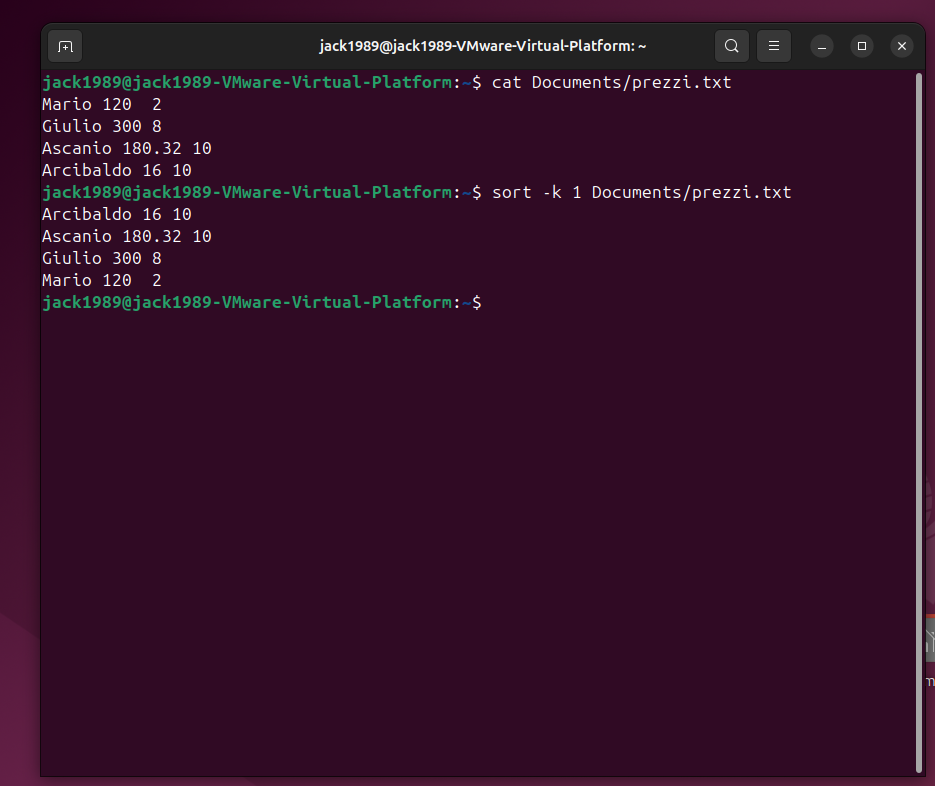 jack1989@jack1989-VMware-Virtual-Platform: ~
jack1989@jack1989-VMware-Virtual-Platform:~$ cat Documents/prezzi.txt
Mario 120  2
Giulio 300 8
Ascanio 180.32 10
Arcibaldo 16 10
jack1989@jack1989-VMware-Virtual-Platform:~$ sort -k 1 Documents/prezzi.txt
Arcibaldo 16 10
Ascanio 180.32 10
Giulio 300 8
Mario 120  2
jack1989@jack1989-VMware-Virtual-Platform:~$